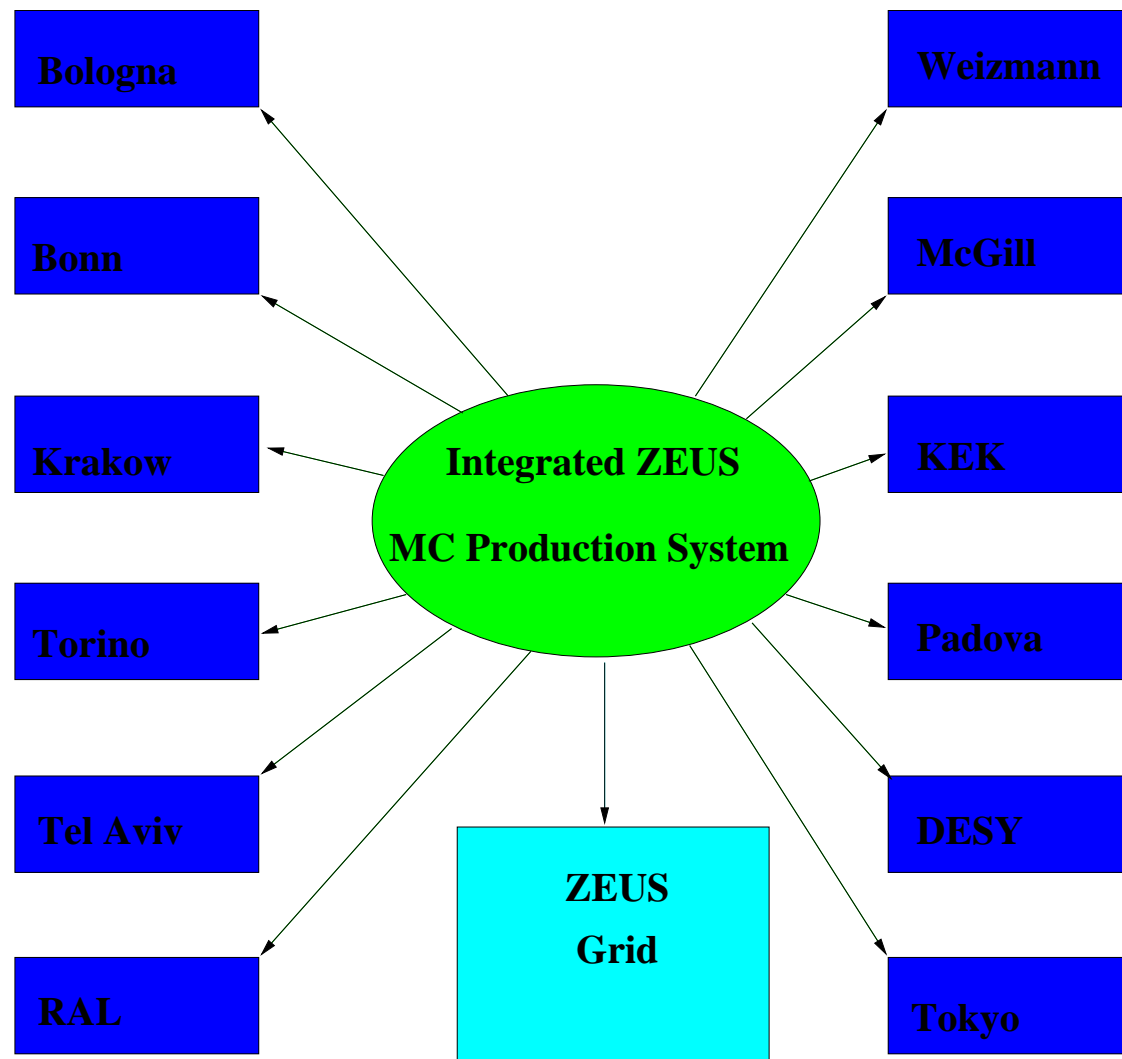 Bologna
Weizmann
Bonn
McGill
Krakow
Integrated ZEUS
MC Production System
KEK
Torino
Padova
Tel Aviv
DESY
ZEUS
Grid
RAL
Tokyo